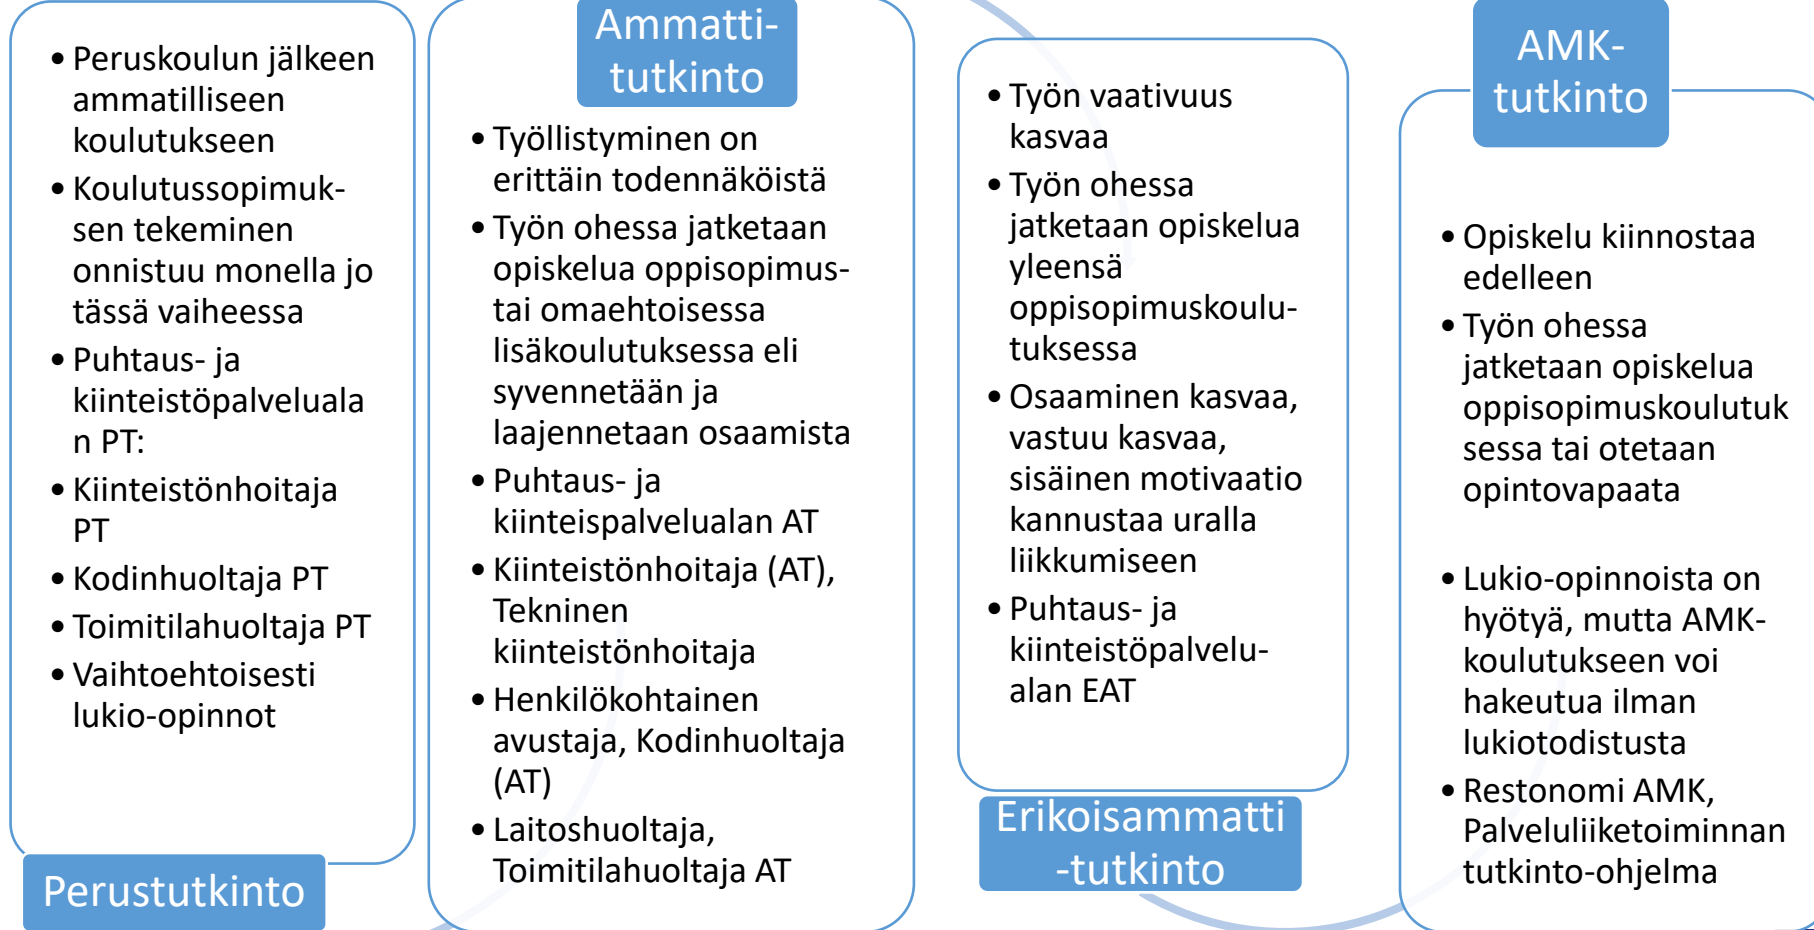 • Peruskoulun jälkeen
ammatilliseen
koulutukseen
• Koulutussopimuk-
sen tekeminen
onnistuu monella jo
tässä vaiheessa
• Puhtaus- ja
kiinteistöpalveluala
n PT:
• Kiinteistönhoitaja
PT
• Kodinhuoltaja PT
• Toimitilahuoltaja PT
• Vaihtoehtoisesti
lukio-opinnot
Perustutkinto
Ammatti-
tutkinto
• Työllistyminen on
erittäin todennäköistä
• Työn ohessa jatketaan
opiskelua oppisopimus-
tai omaehtoisessa
lisäkoulutuksessa eli
syvennetään ja
laajennetaan osaamista
• Puhtaus- ja
kiinteispalvelualan AT
• Kiinteistönhoitaja (AT),
Tekninen
kiinteistönhoitaja
• Henkilökohtainen
avustaja, Kodinhuoltaja
(AT)
• Laitoshuoltaja,
Toimitilahuoltaja AT
• Työn vaativuus
kasvaa
• Työn ohessa
jatketaan opiskelua
yleensä
oppisopimuskoulu-
tuksessa
• Osaaminen kasvaa,
vastuu kasvaa,
sisäinen motivaatio
kannustaa uralla
liikkumiseen
• Puhtaus- ja
kiinteistöpalvelu-
alan EAT
Erikoisammatti
-tutkinto
AMK-
tutkinto
• Opiskelu kiinnostaa
edelleen
• Työn ohessa
jatketaan opiskelua
oppisopimuskoulutuk
sessa tai otetaan
opintovapaata
• Lukio-opinnoista on
hyötyä, mutta AMK-
koulutukseen voi
hakeutua ilman
lukiotodistusta
• Restonomi AMK,
Palveluliiketoiminnan
tutkinto-ohjelma